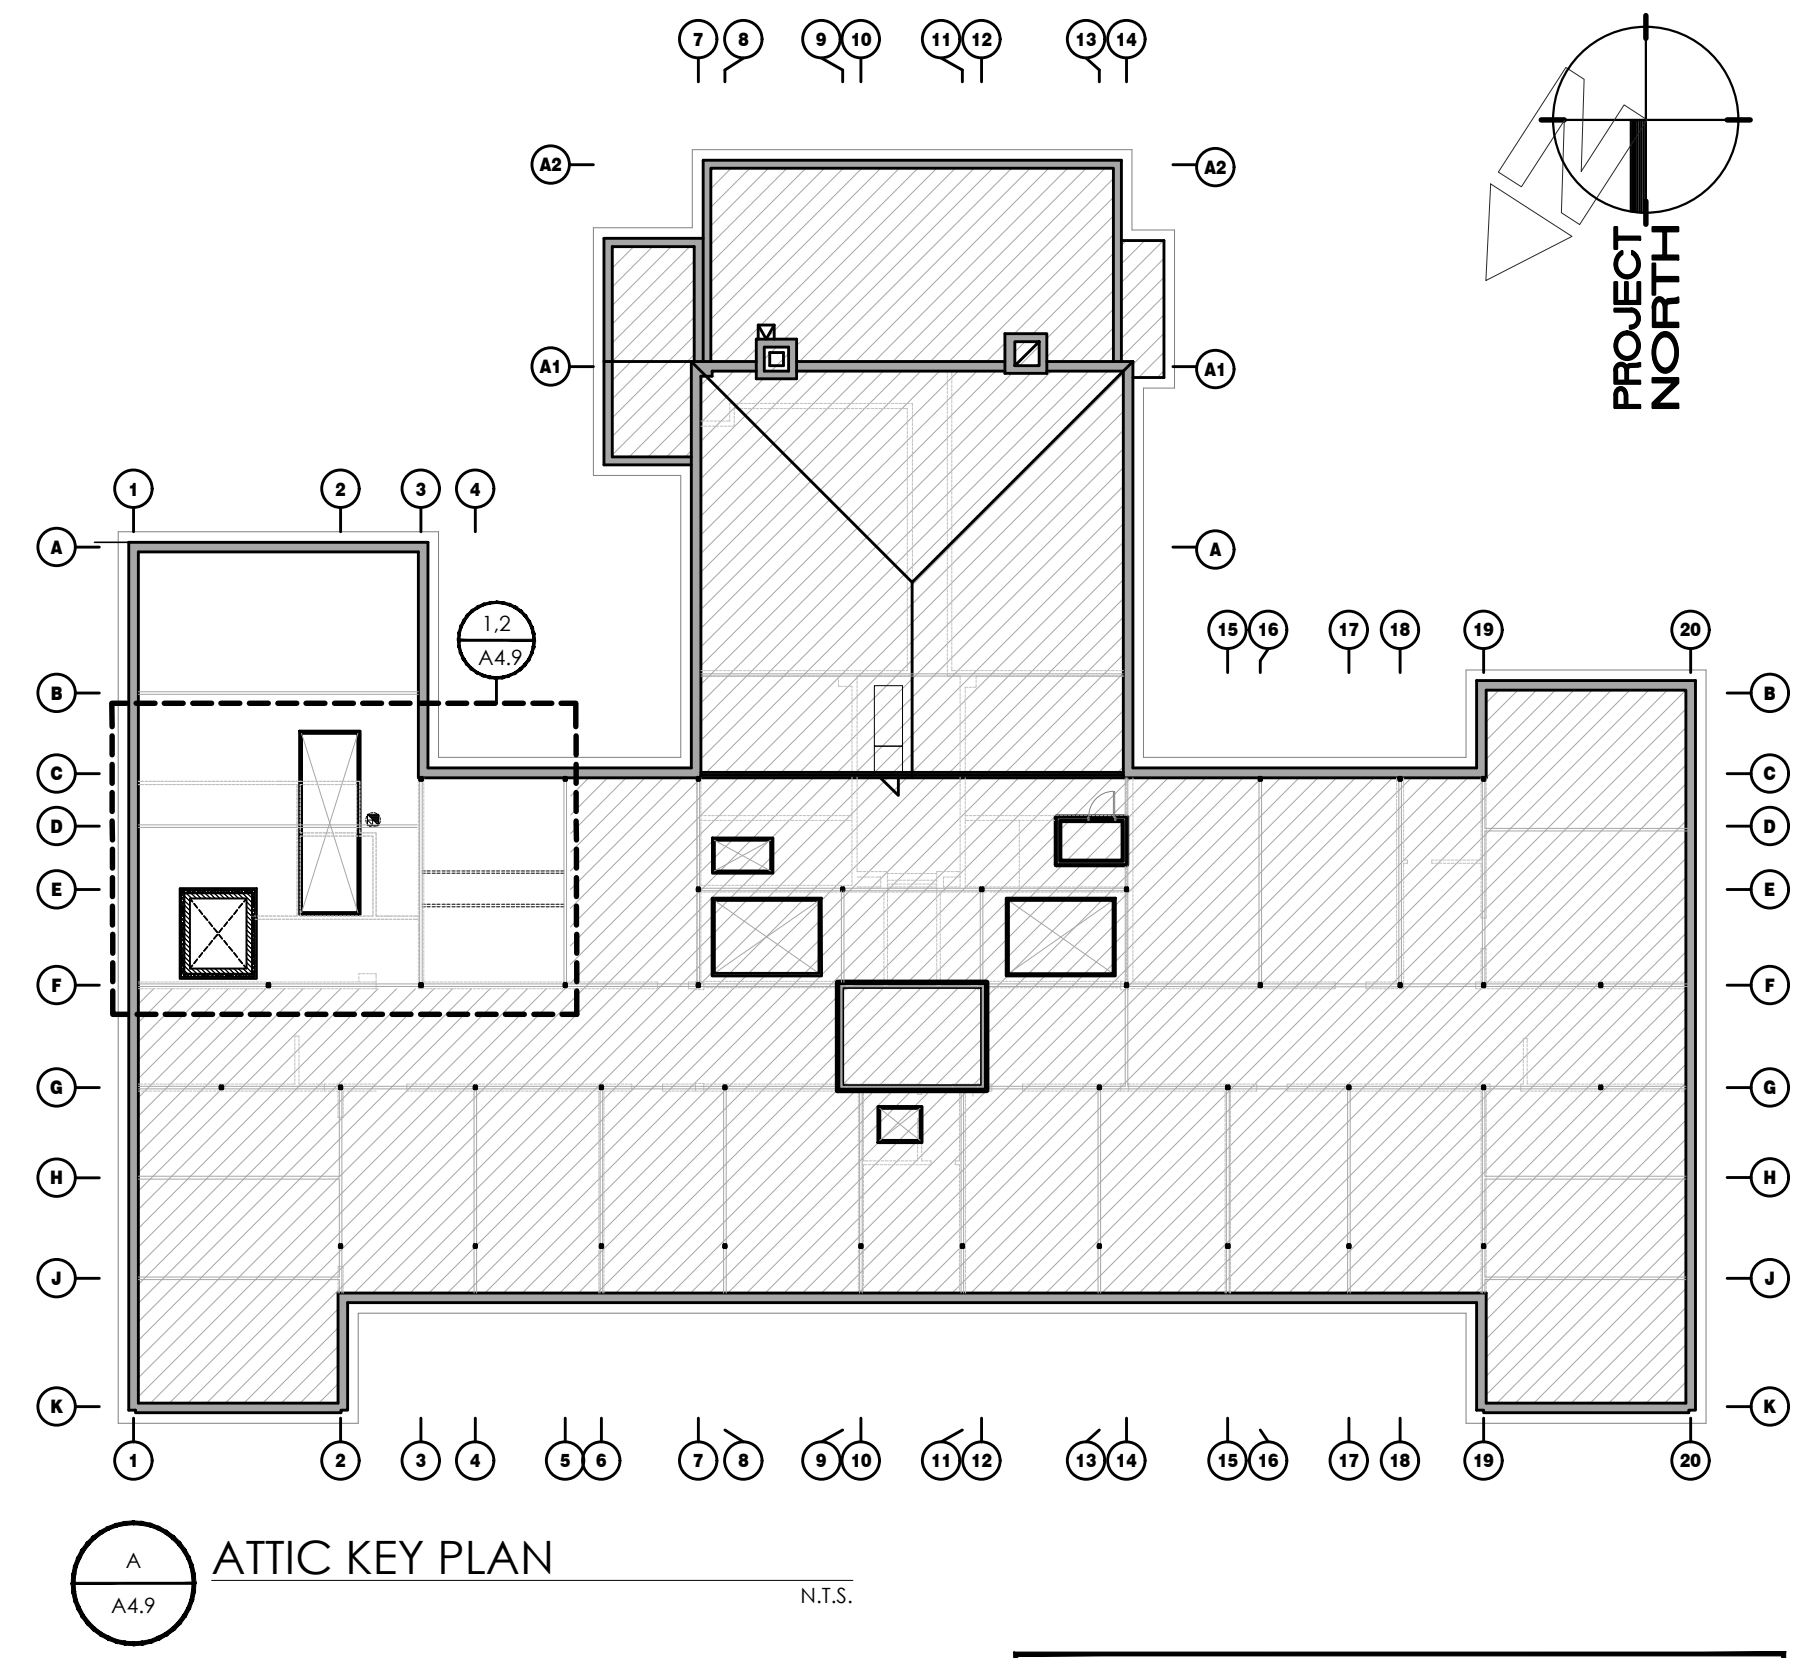 7 8 9 10 11 12 13 14
A2 A2
PROJECT
NORTH
A1 A1
1 2 3 4
A A
1,2
A4.9
15 16 17 18 19 20
B B
C C
D D
E E
F F
G G
H H
J J
K K
1 2 3 4 5 6 7 8 9 10 11 12 13 14 15 16 17 18 19 20
A
A4.9
ATTIC KEY PLAN
N.T.S.